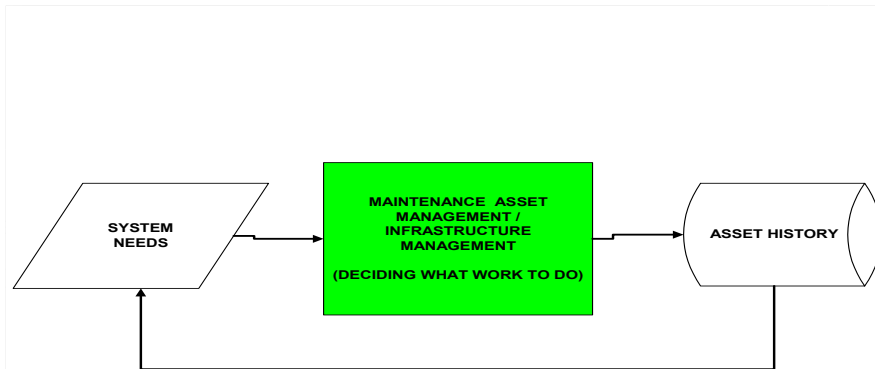 SYSTEM
NEEDS
MAINTENANCE ASSET
MANAGEMENT /
INFRASTRUCTURE
MANAGEMENT
(DECIDING WHAT WORK TO DO)
ASSET HISTORY